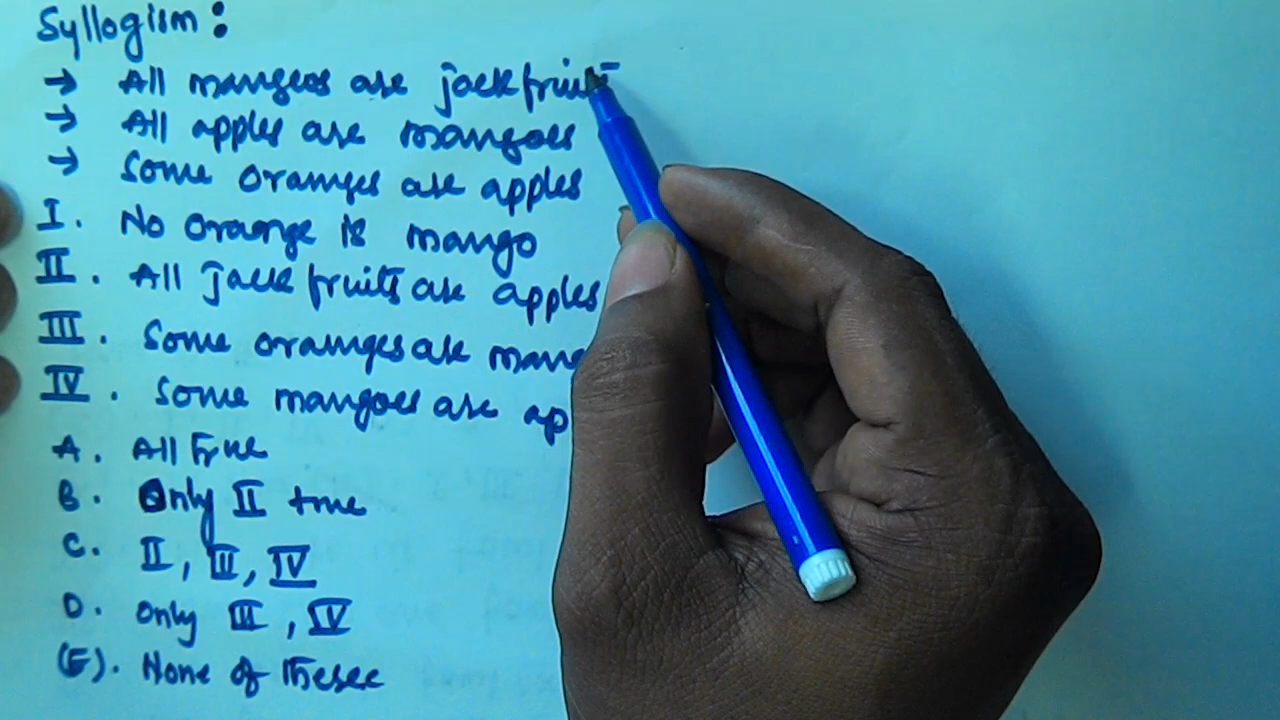 Syllogism:
→ All mangoes are jackfruits
→ All apples are mangoes
→ Some oranges are apples
I. No orange is mango
II. All jackfruits are apples
III. Some oranges are mang
IV. Some mangoes are ap
A. All true
B. Only II true
C. II, III, IV
D. only III, IV
(E). None of these